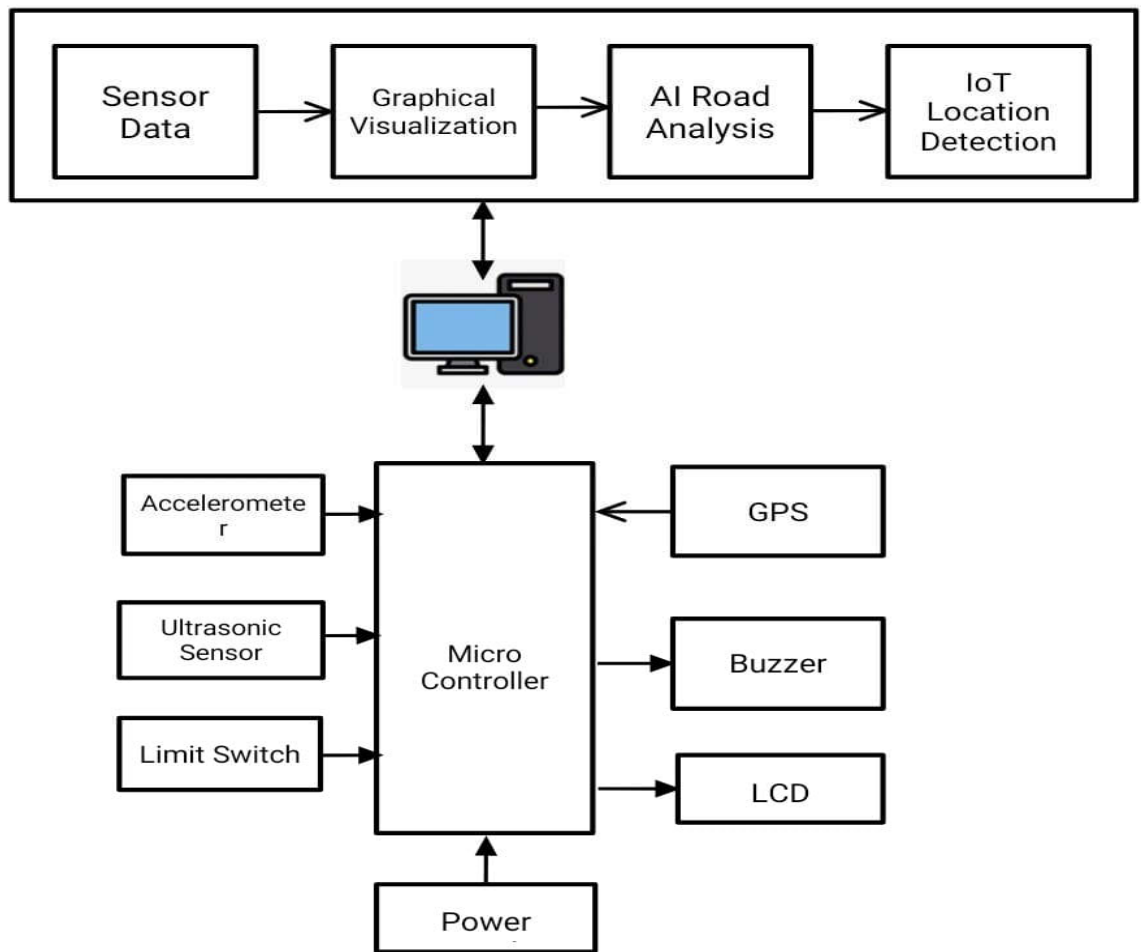 Sensor
Data
Graphical
Visualization
AI Road
Analysis
IoT
Location
Detection
Acceleromete
r
GPS
Ultrasonic
Sensor
Micro
Controller
Buzzer
Limit Switch
LCD
Power